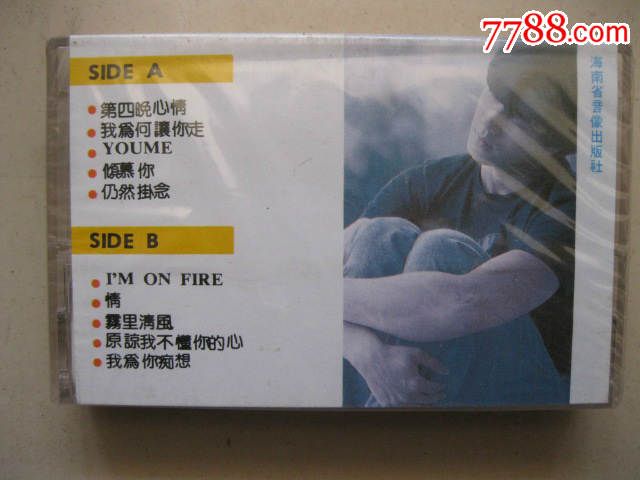 7788.com
SIDE A
第四晚心情
我為何讓你走
YOUME
傾慕你
仍然掛念
SIDE B
I'M ON FIRE
情
霧里清風
原諒我不懂你的心
我為你痴想
海南省音像出版社